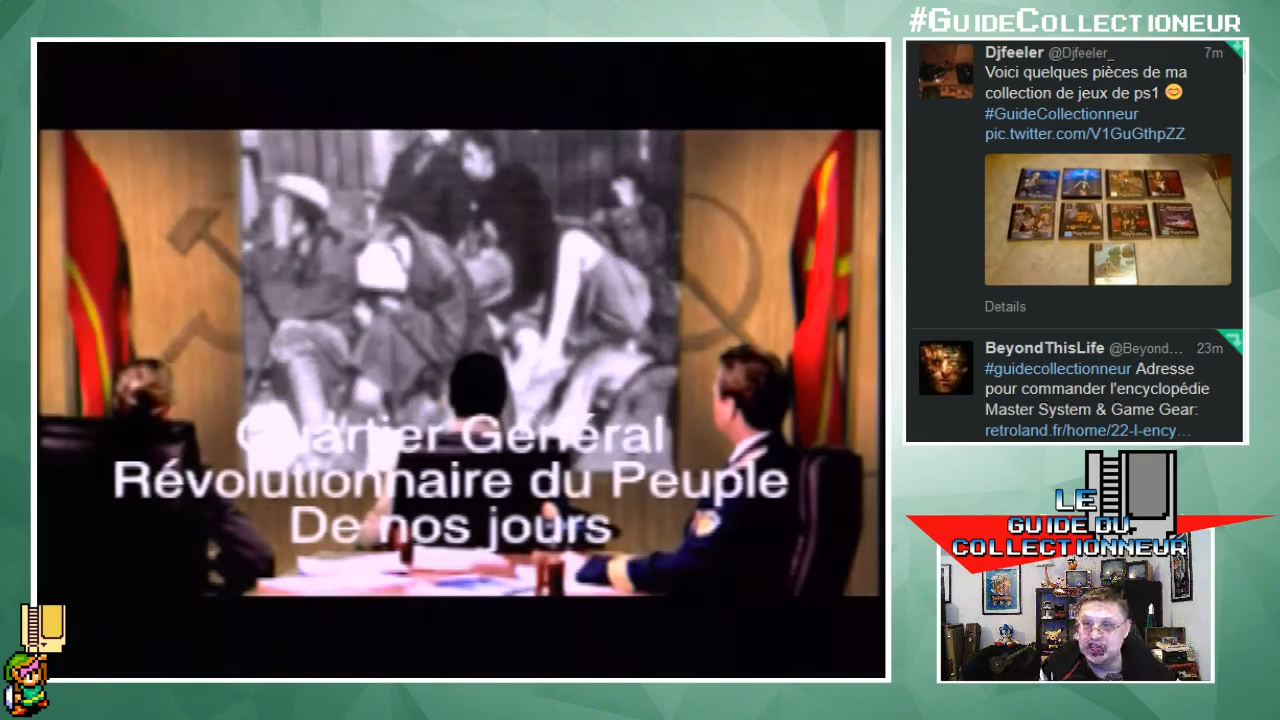 #GUIDECOLLECTIONEUR
Djfeeler @Djfeeler_ 7m
Voici quelques pièces de ma
collection de jeux de ps1 😊
#GuideCollectionneur
pic.twitter.com/V1GuGthpZZ
Details
BeyondThisLife @Beyond... 23m
#guidecollectionneur Adresse
pour commander l'encyclopédie
Master System & Game Gear:
retroland.fr/home/22-l-ency...
Quartier Général
Révolutionnaire du Peuple
De nos jours
LE
GUIDE DU
COLLECTIONNEUR